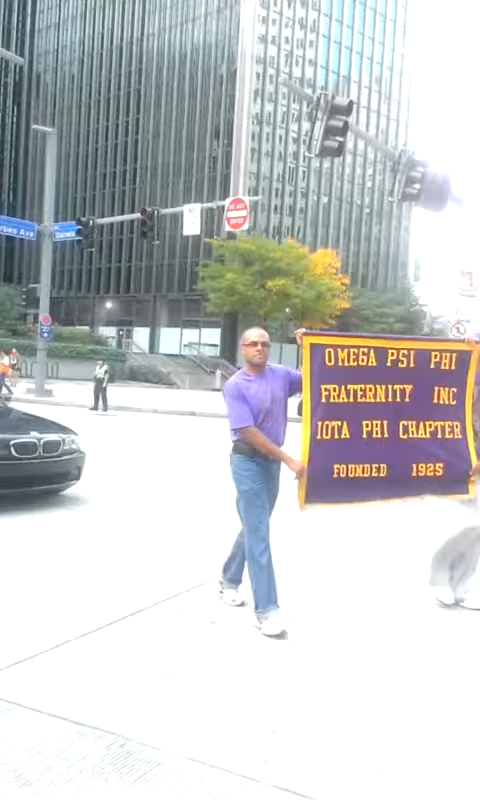 DO NOT
ENTER
Forbes Ave
OMEGA PSI PHI
FRATERNITY INC
IOTA PHI CHAPTER
FOUNDED 1925